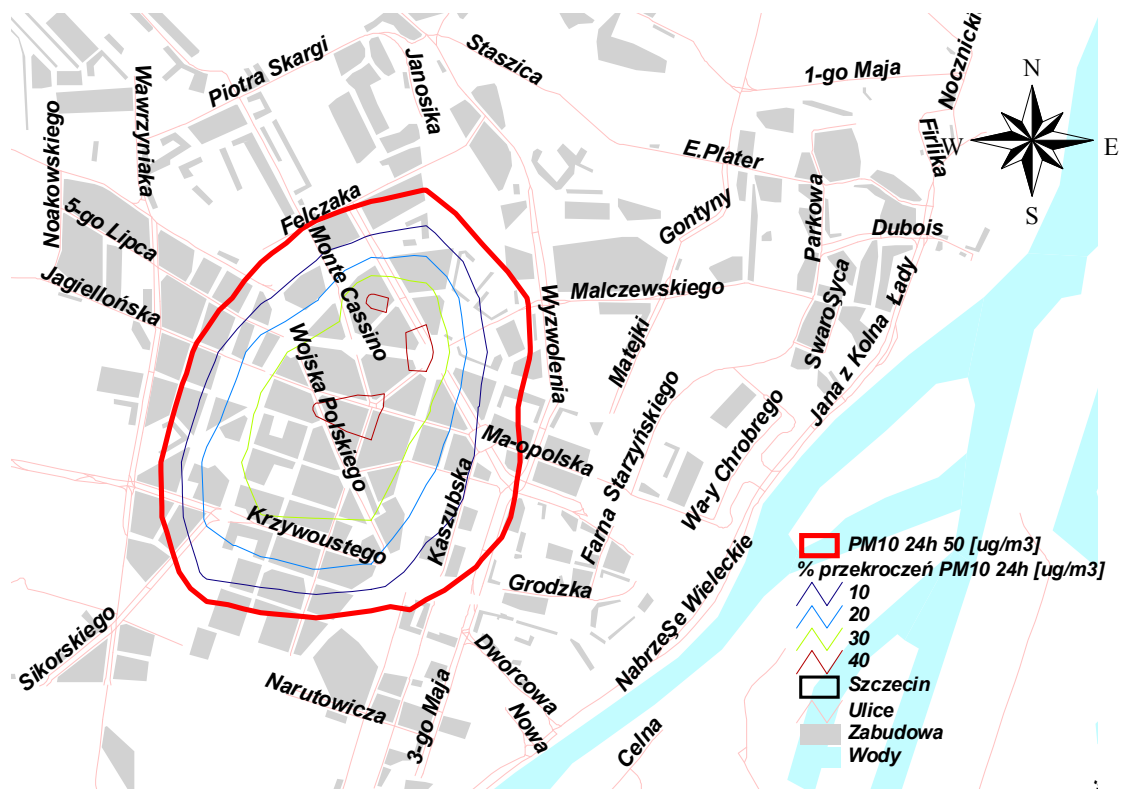 Nocznicki
Staszica
Piotra Skargi
Janosika
1-go Maja
N
Wawrzyniaka
Noakowskiego
Firlika
W
E
E.Plater
S
Felczaka
5-go Lipca
Gontyny
Parkowa
Dubois
Monte Cassino
Jagiellońska
Malczewskiego
Wyzwolenia
SwaroŞyca
Jana z Kolna
Łady
Matejki
Wojska Polskiego
Ma-opolska
Farna
Starzyńskiego
Wa-y Chrobrego
Kaszubska
Krzywoustego
Grodzka
NabrzeŞe Wieleckie
Sikorskiego
Narutowicza
3-go Maja
Dworcowa
Nowa
Celna
PM10 24h 50 [ug/m3]
% przekroczeń PM10 24h [ug/m3]
10
20
30
40
Szczecin
Ulice
Zabudowa
Wody